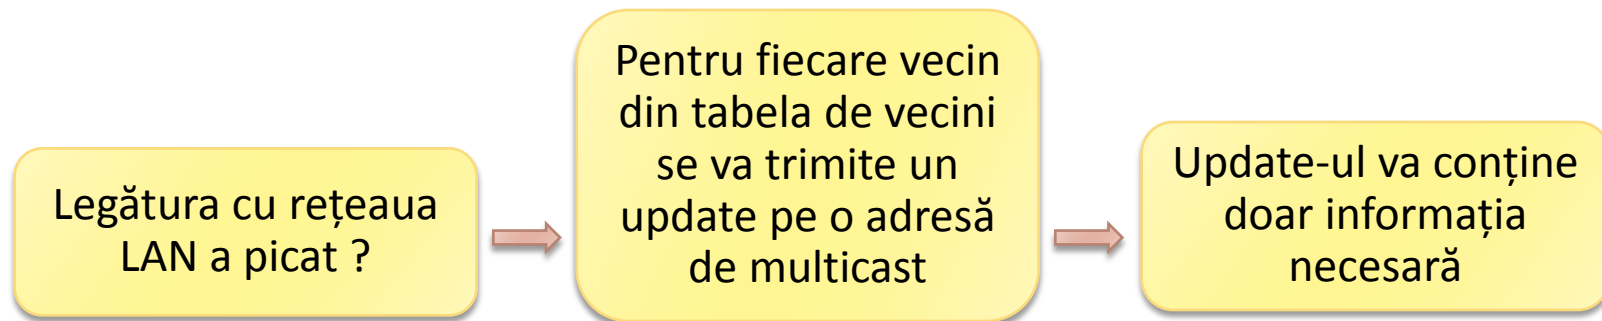 Legătura cu rețeaua
LAN a picat ?
Pentru fiecare vecin
din tabela de vecini
se va trimite un
update pe o adresă
de multicast
Update-ul va conține
doar informația
necesară